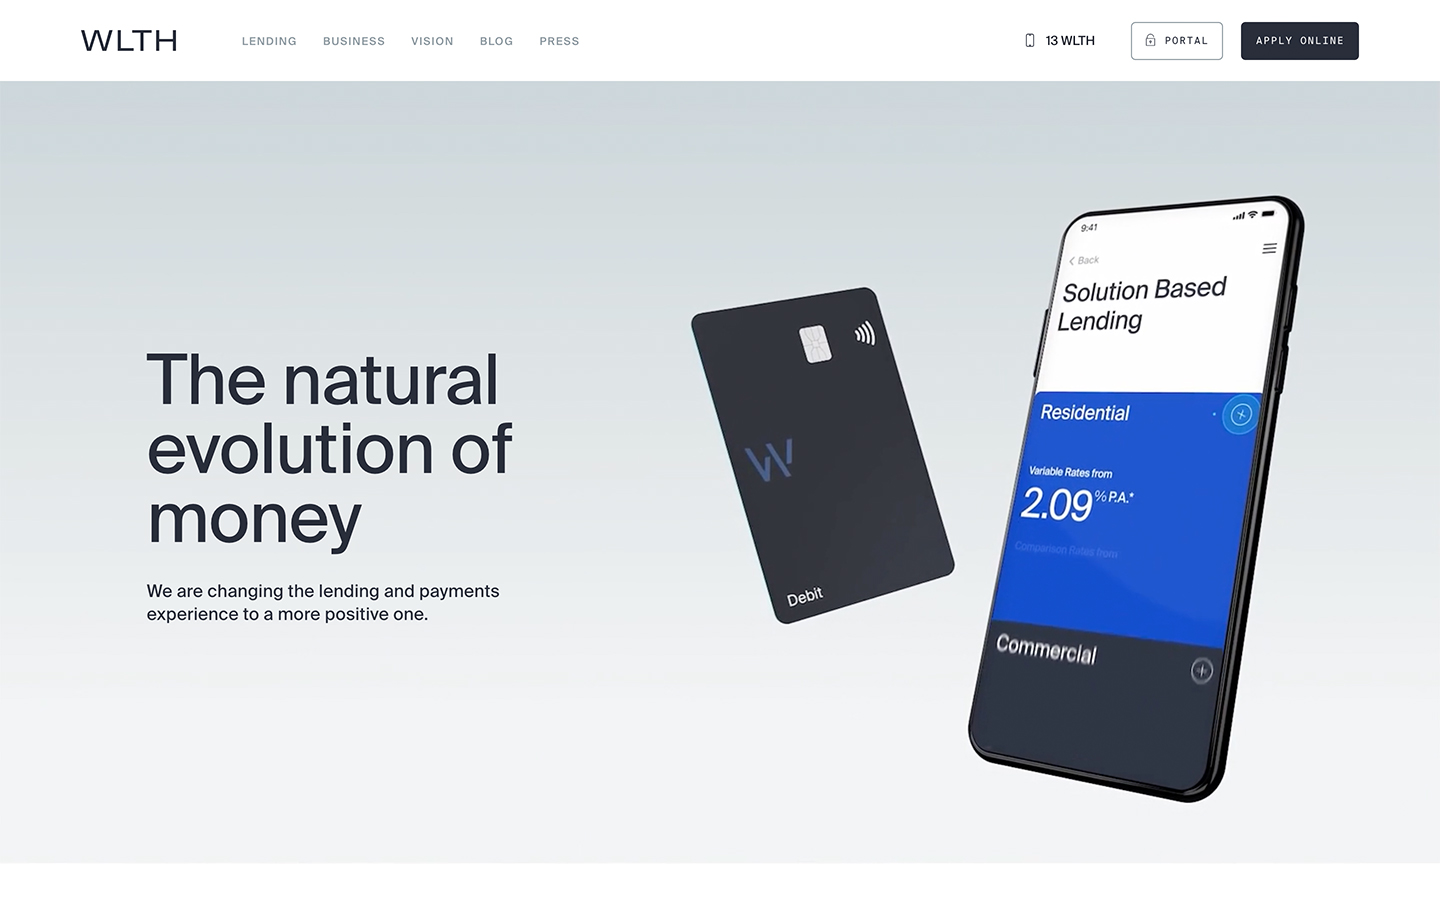 WLTH
LENDING
BUSINESS
VISION
BLOG
PRESS
13 WLTH
PORTAL
APPLY ONLINE
The natural
evolution of
money
We are changing the lending and payments
experience to a more positive one.
W
Debit
9:41
Back
Solution Based
Lending
Residential
Variable Rates from
2.09% P.A.*
Comparison Rates from
Commercial